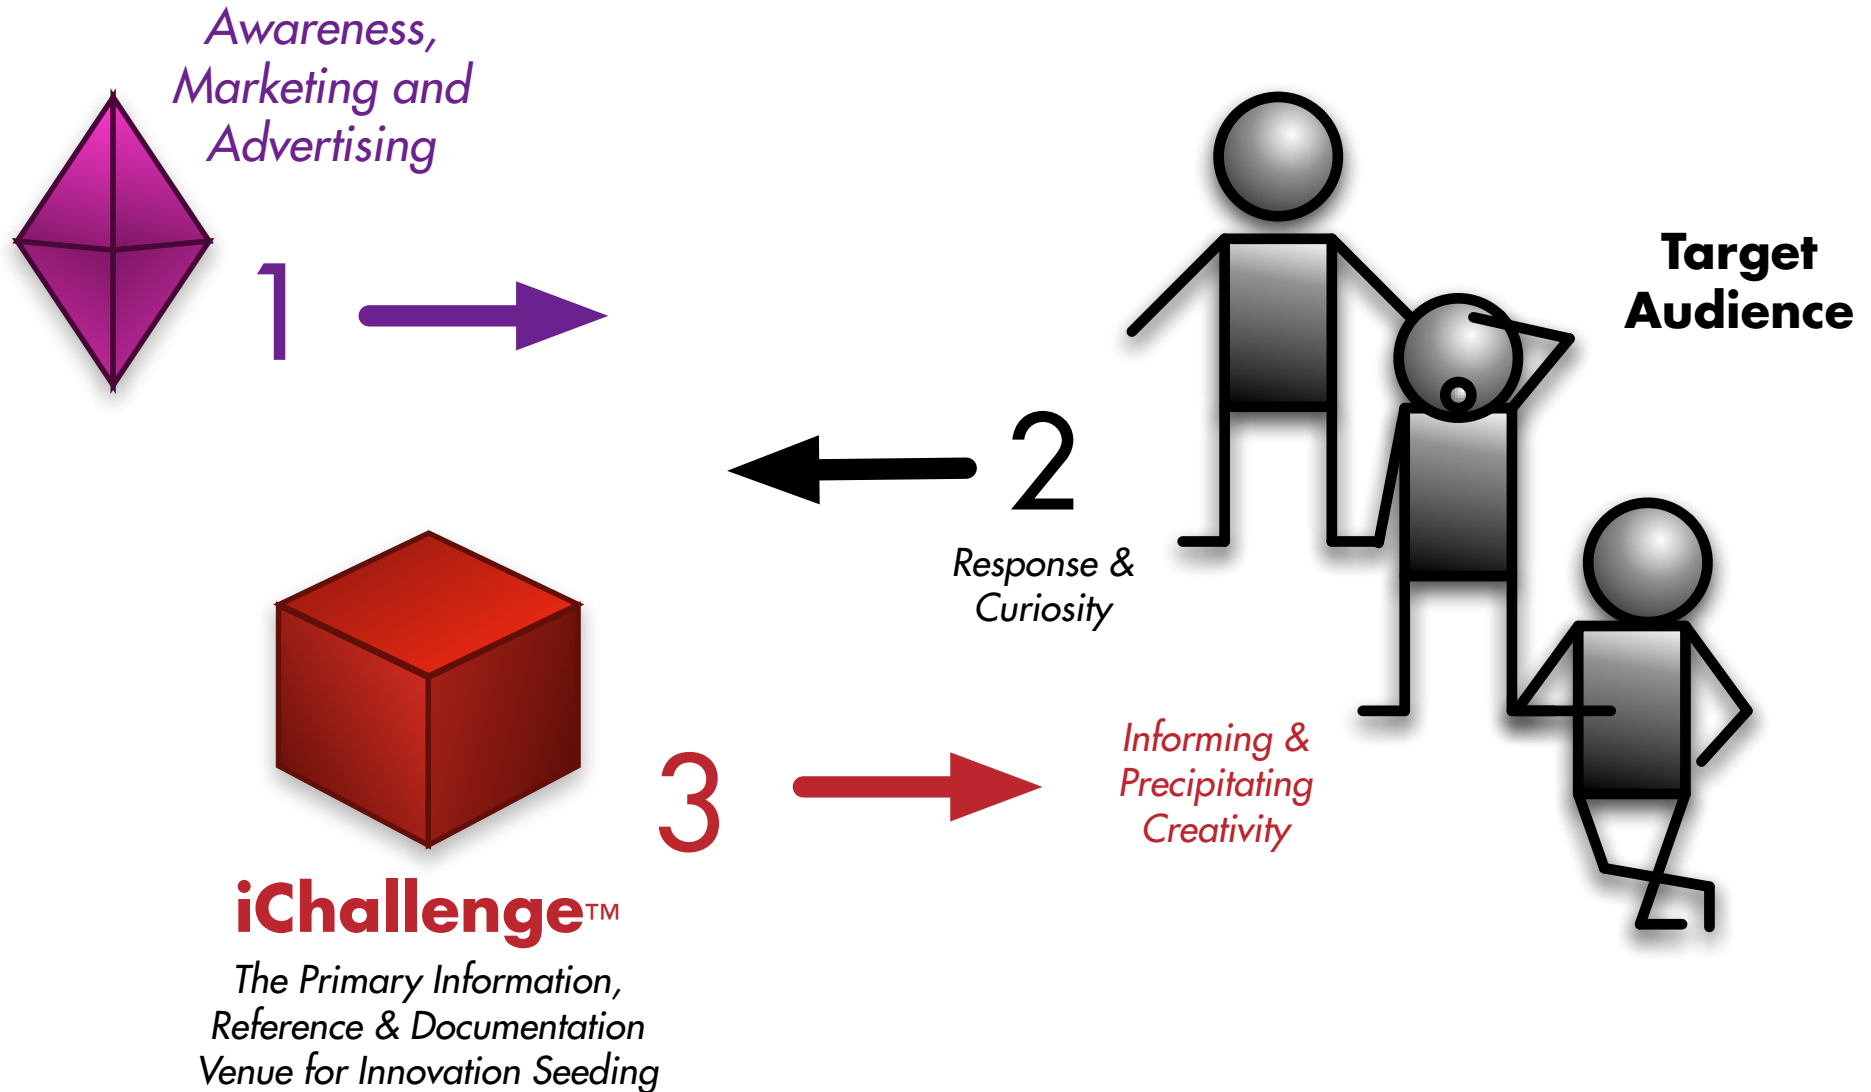 Awareness,
Marketing and
Advertising
1
Target
Audience
2
Response &
Curiosity
3
Informing &
Precipitating
Creativity
iChallenge™
The Primary Information,
Reference & Documentation
Venue for Innovation Seeding